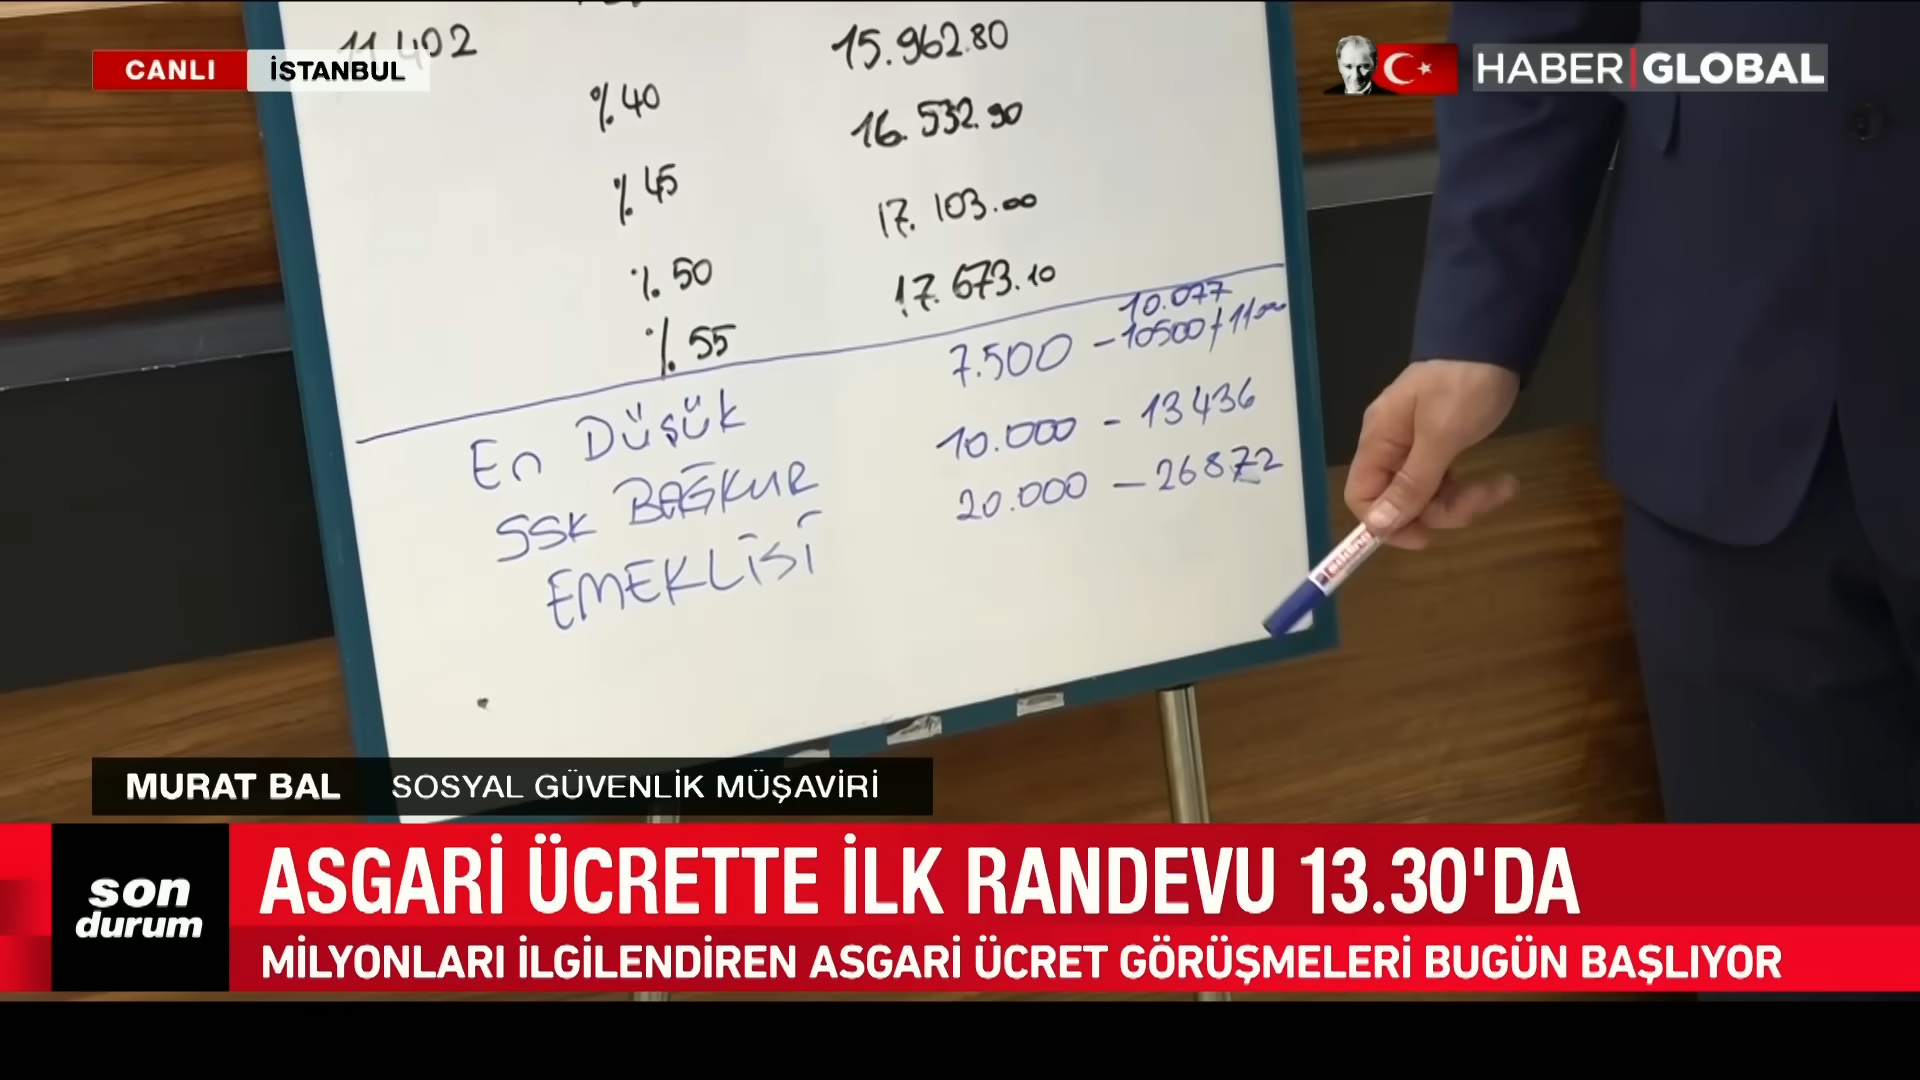 11.402
15.962.80
CANLI İSTANBUL
HABER GLOBAL
%40
16.532.90
%45
17.103.00
%50
17.673.10
%55
10.077
7.500 - 10500/11000
En Düşük
10.000 - 13436
SSK BAĞKUR
20.000 - 26872
EMEKLİSİ
edding
MURAT BAL SOSYAL GÜVENLİK MÜŞAVİRİ
son
durum
ASGARİ ÜCRETTE İLK RANDEVU 13.30'DA
MİLYONLARI İLGİLENDİREN ASGARİ ÜCRET GÖRÜŞMELERİ BUGÜN BAŞLIYOR